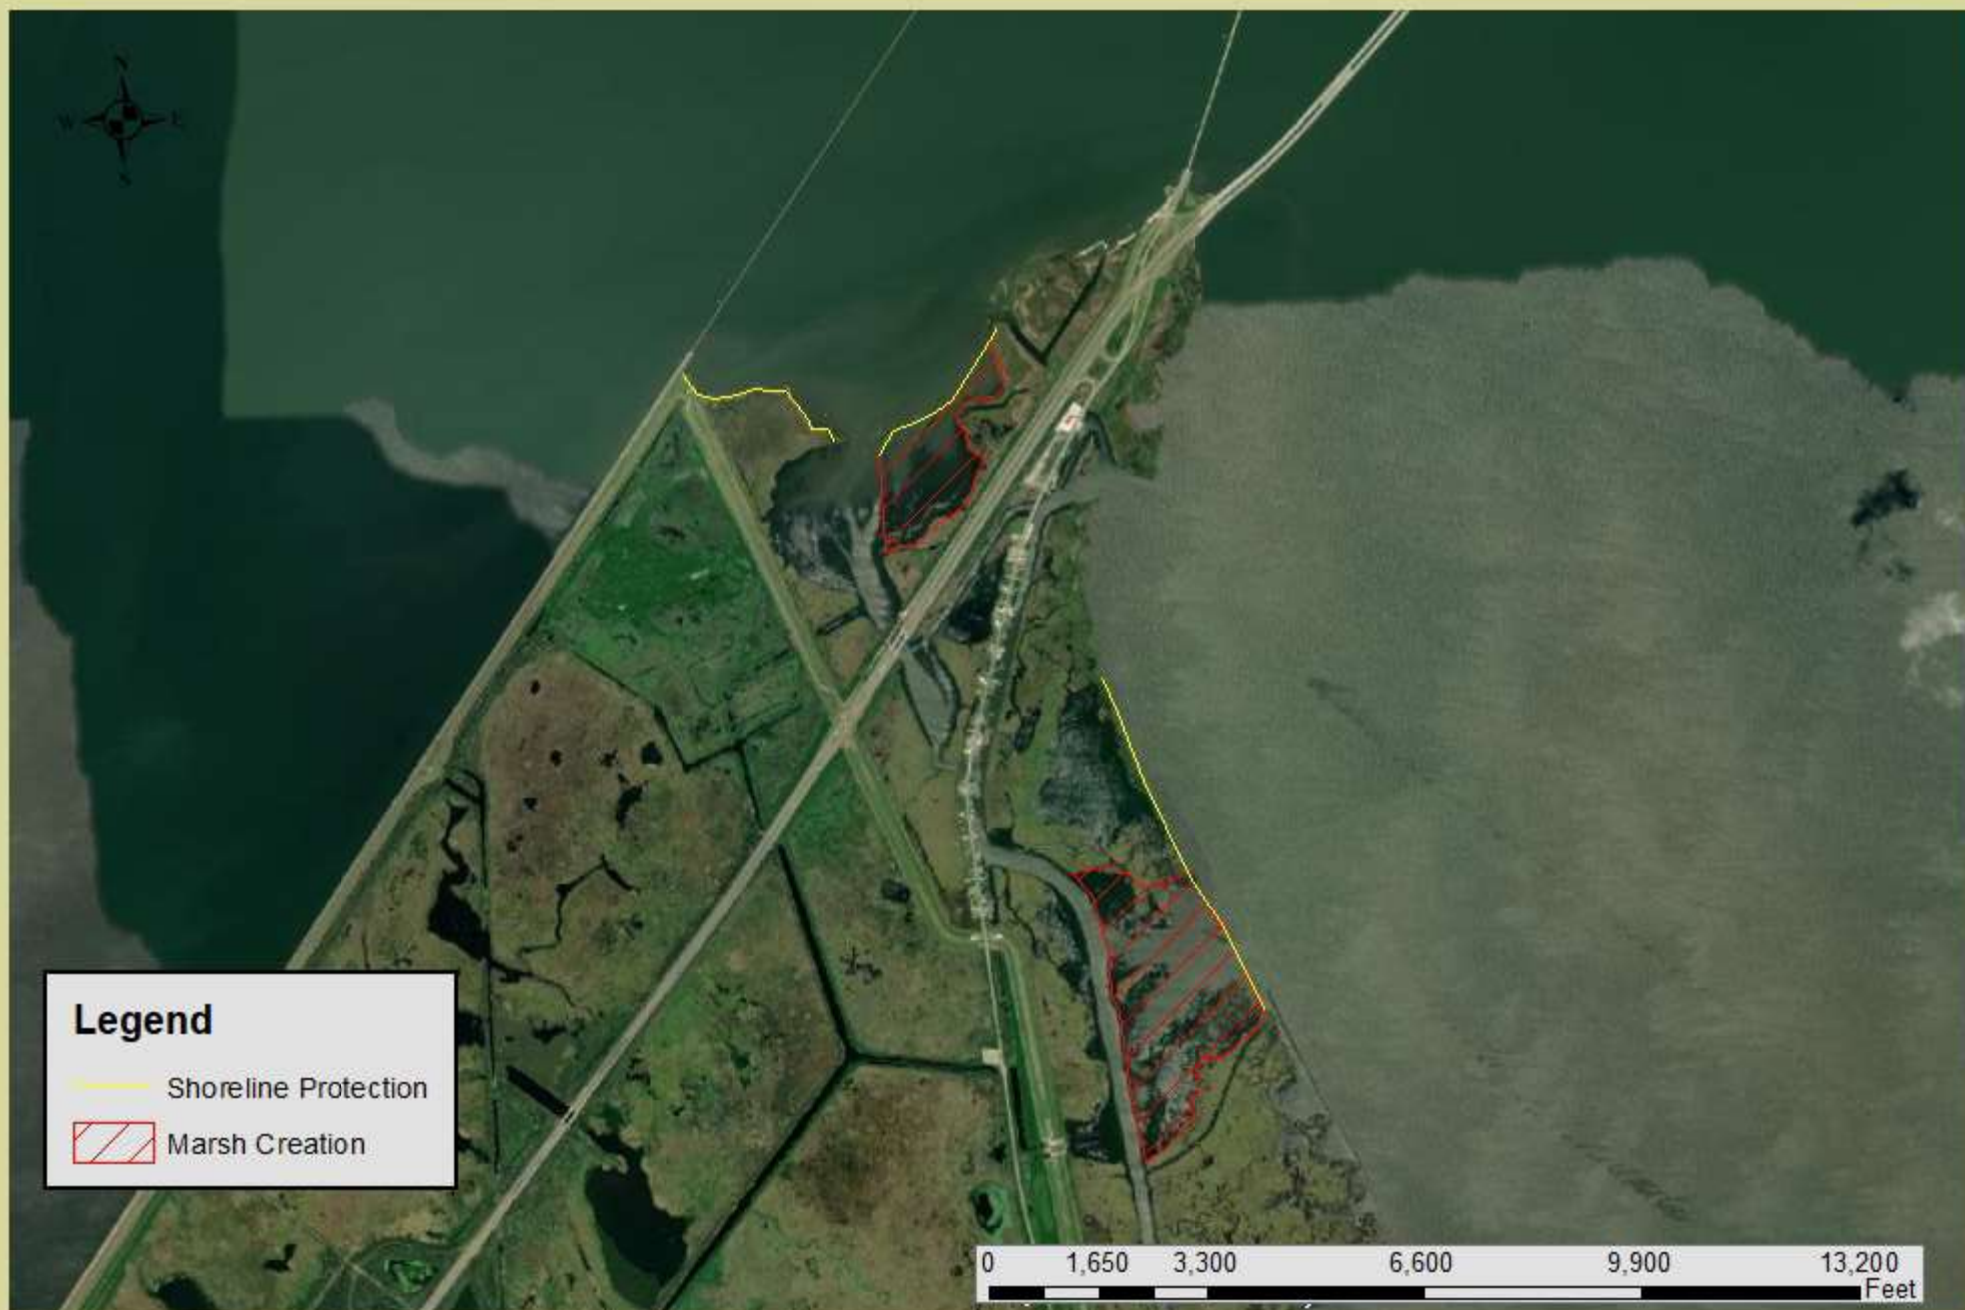 N
W E
S
Legend
Shoreline Protection
Marsh Creation
0 1,650 3,300 6,600 9,900 13,200
Feet